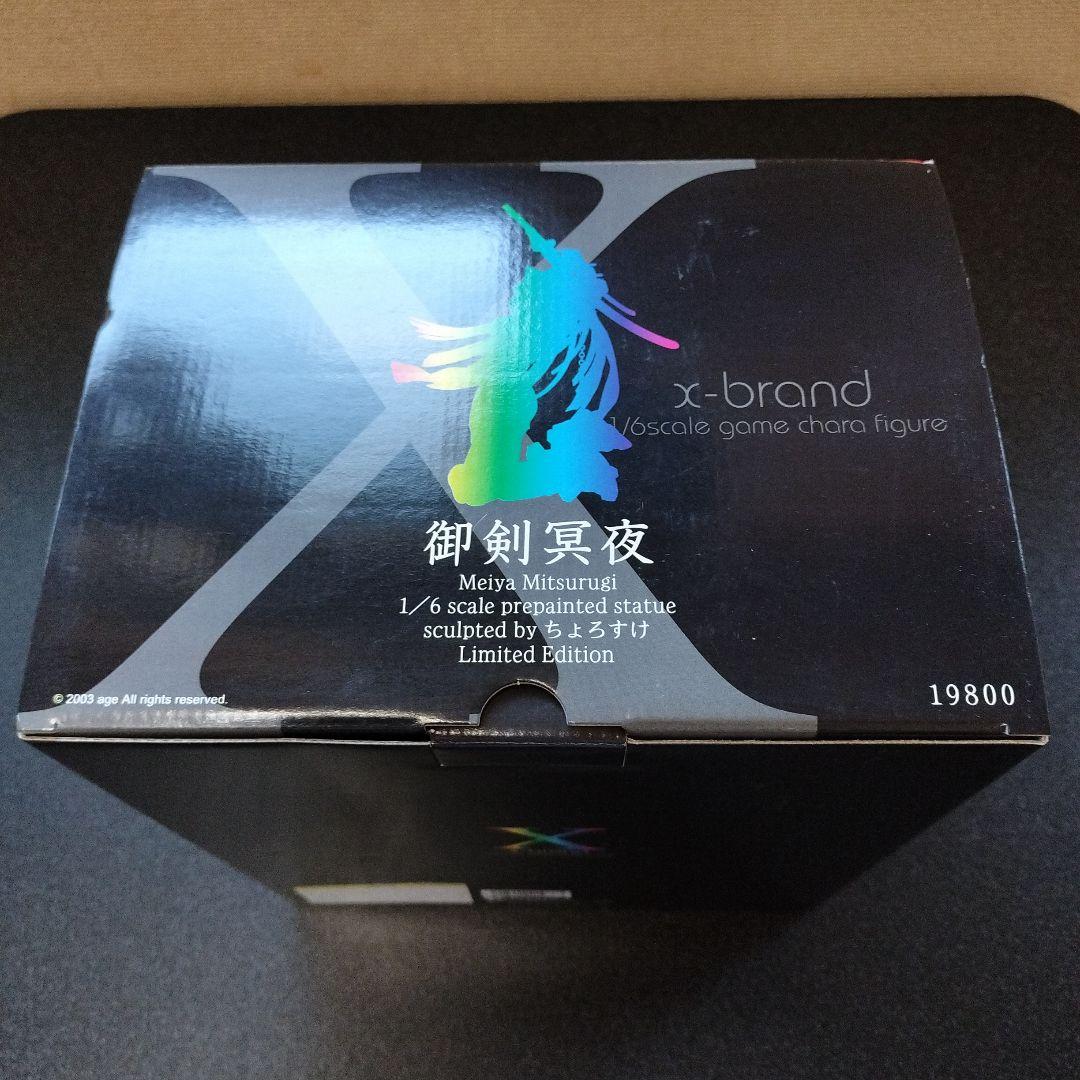 x-brand
1/6scale game chara figure
御剣冥夜
Meiya Mitsurugi
1/6 scale prepainted statue
sculpted by ちょろすけ
Limited Edition
© 2003 age All rights reserved.
19800